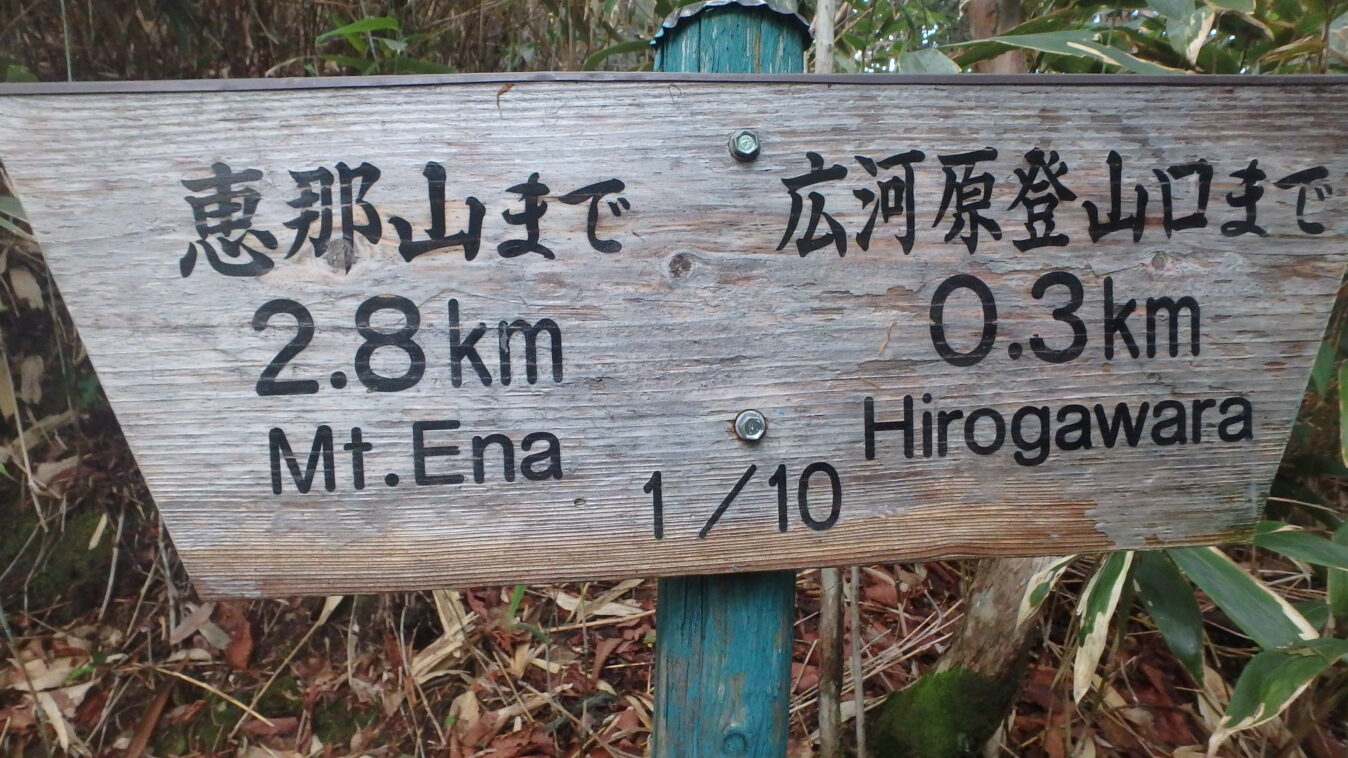 恵那山まで
2.8km
Mt.Ena
広河原登山口まで
0.3km
Hirogawara
1/10